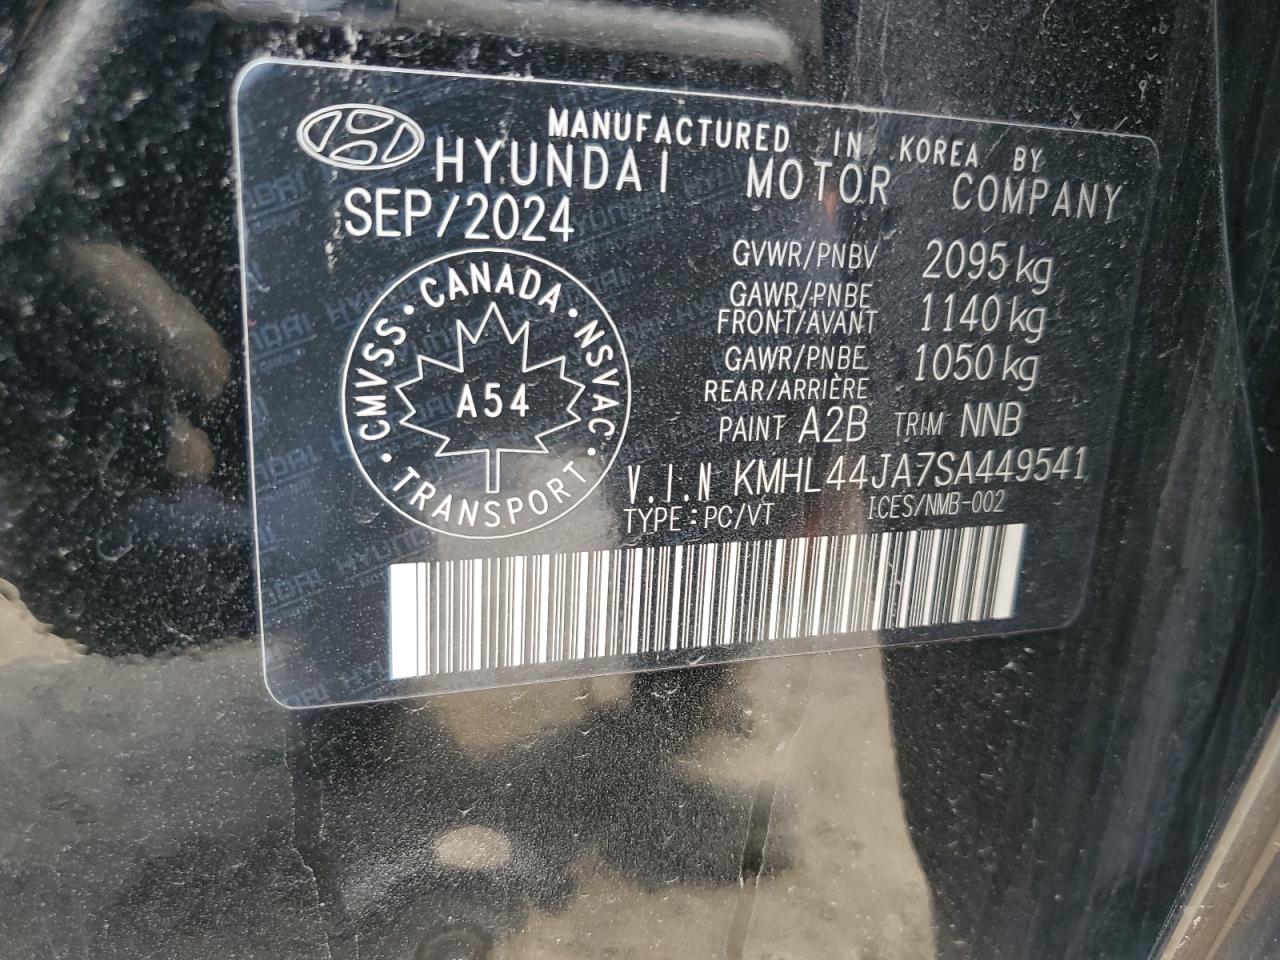 MANUFACTURED IN KOREA BY
HYUNDAI MOTOR COMPANY
SEP/2024
GVWR/PNBV 2095 kg
GAWR/PNBE
FRONT/AVANT 1140 kg
GAWR/PNBE
REAR/ARRIÈRE 1050 kg
PAINT A2B TRIM NNB
V.I.N KMHL44JA7SA449541
TYPE:PC/VT ICES/NMB-002
CMVSS · CANADA · NSVAC · TRANSPORT ·
A54